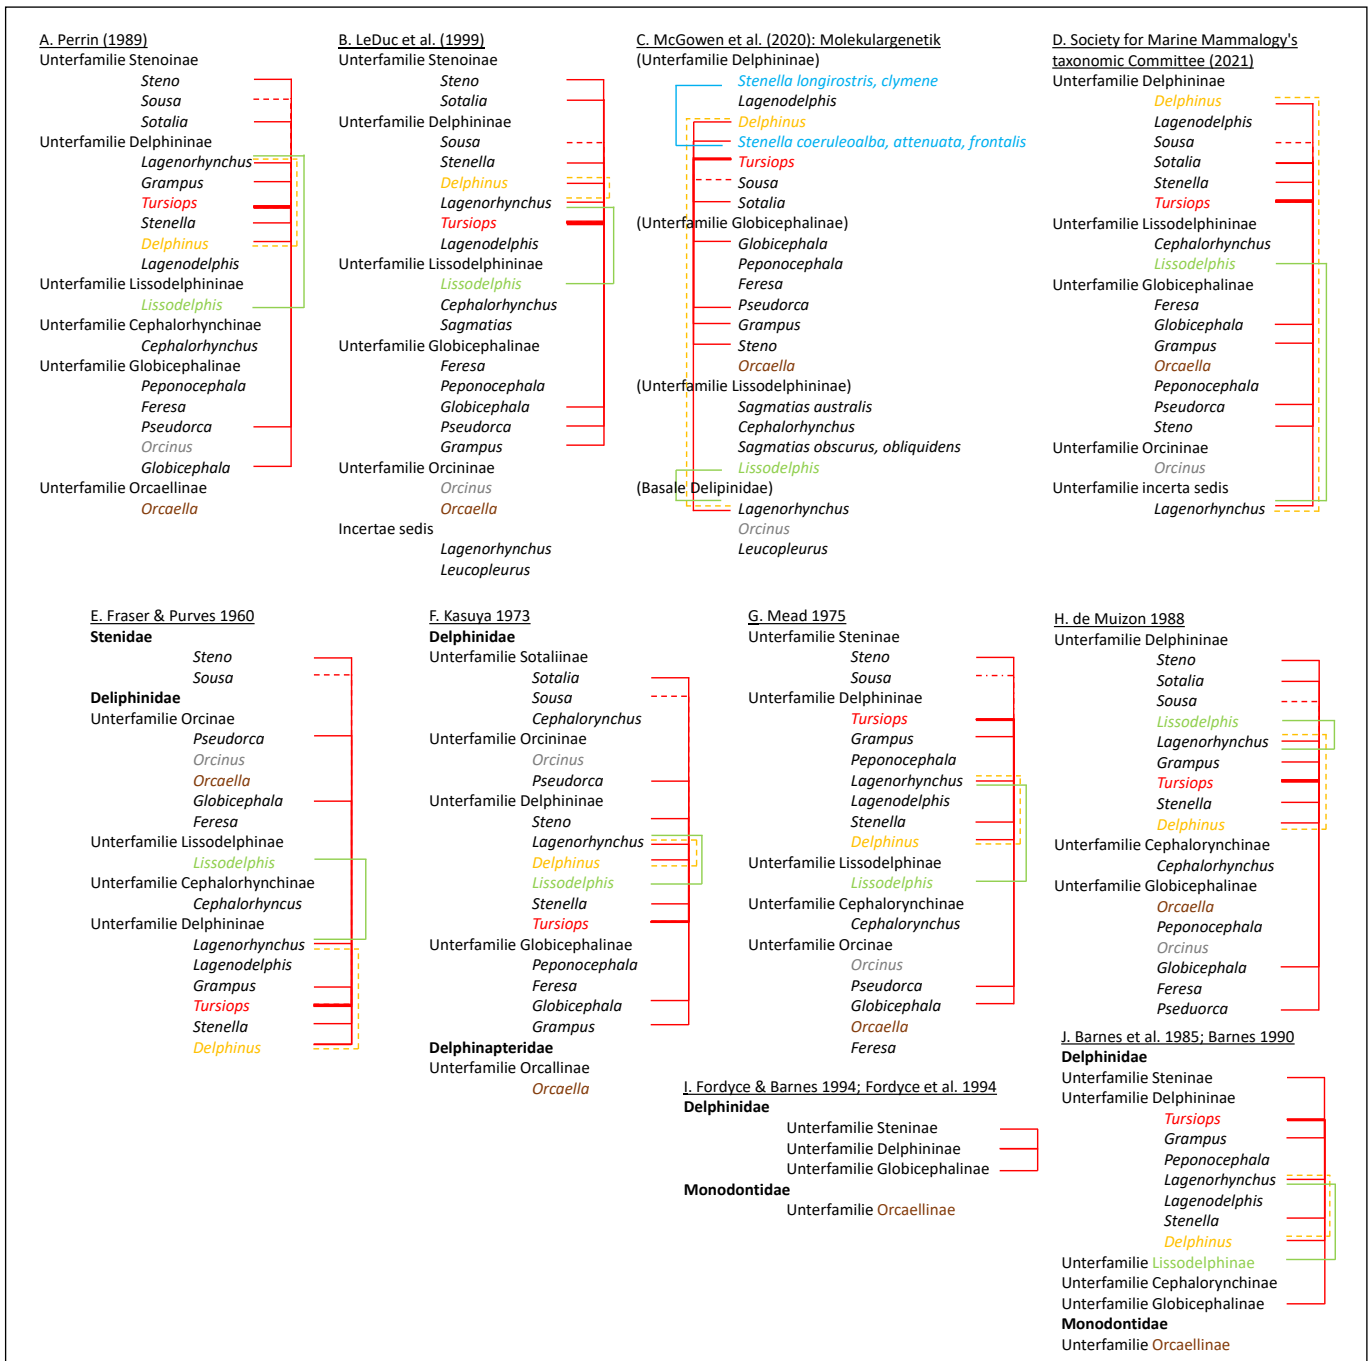 A. Perrin (1989)
Unterfamilie Stenoinae
Steno
Sousa
Sotalia
Unterfamilie Delphininae
Lagenorhynchus
Grampus
Tursiops
Stenella
Delphinus
Lagenodelphis
Unterfamilie Lissodelphininae
Lissodelphis
Unterfamilie Cephalorhynchinae
Cephalorhynchus
Unterfamilie Globicephalinae
Peponocephala
Feresa
Pseudorca
Orcinus
Globicephala
Unterfamilie Orcaellinae
Orcaella
B. LeDuc et al. (1999)
Unterfamilie Stenoinae
Steno
Sotalia
Unterfamilie Delphininae
Sousa
Stenella
Delphinus
Lagenorhynchus
Tursiops
Lagenodelphis
Unterfamilie Lissodelphininae
Lissodelphis
Cephalorhynchus
Sagmatias
Unterfamilie Globicephalinae
Feresa
Peponocephala
Globicephala
Pseudorca
Grampus
Unterfamilie Orcininae
Orcinus
Orcaella
Incertae sedis
Lagenorhynchus
Leucopleurus
C. McGowen et al. (2020): Molekulargenetik
(Unterfamilie Delphininae)
Stenella longirostris, clymene
Lagenodelphis
Delphinus
Stenella coeruleoalba, attenuata, frontalis
Tursiops
Sousa
Sotalia
(Unterfamilie Globicephalinae)
Globicephala
Peponocephala
Feresa
Pseudorca
Grampus
Steno
Orcaella
(Unterfamilie Lissodelphininae)
Sagmatias australis
Cephalorhynchus
Sagmatias obscurus, obliquidens
Lissodelphis
(Basale Delipinidae)
Lagenorhynchus
Orcinus
Leucopleurus
D. Society for Marine Mammalogy's
taxonomic Committee (2021)
Unterfamilie Delphininae
Delphinus
Lagenodelphis
Sousa
Sotalia
Stenella
Tursiops
Unterfamilie Lissodelphininae
Cephalorhynchus
Lissodelphis
Unterfamilie Globicephalinae
Feresa
Globicephala
Grampus
Orcaella
Peponocephala
Pseudorca
Steno
Unterfamilie Orcininae
Orcinus
Unterfamilie incerta sedis
Lagenorhynchus
E. Fraser & Purves 1960
Stenidae
Steno
Sousa
Deliphinidae
Unterfamilie Orcinae
Pseudorca
Orcinus
Orcaella
Globicephala
Feresa
Unterfamilie Lissodelphinae
Lissodelphis
Unterfamilie Cephalorhynchinae
Cephalorhyncus
Unterfamilie Delphininae
Lagenorhynchus
Lagenodelphis
Grampus
Tursiops
Stenella
Delphinus
F. Kasuya 1973
Delphinidae
Unterfamilie Sotaliinae
Sotalia
Sousa
Cephalorynchus
Unterfamilie Orcininae
Orcinus
Pseudorca
Unterfamilie Delphininae
Steno
Lagenorhynchus
Delphinus
Lissodelphis
Stenella
Tursiops
Unterfamilie Globicephalinae
Peponocephala
Feresa
Globicephala
Grampus
Delphinapteridae
Unterfamilie Orcallinae
Orcaella
G. Mead 1975
Unterfamilie Steninae
Steno
Sousa
Unterfamilie Delphininae
Tursiops
Grampus
Peponocephala
Lagenorhynchus
Lagenodelphis
Stenella
Delphinus
Unterfamilie Lissodelphinae
Lissodelphis
Unterfamilie Cephalorynchinae
Cephalorynchus
Unterfamilie Orcinae
Orcinus
Pseudorca
Globicephala
Orcaella
Feresa
H. de Muizon 1988
Unterfamilie Delphininae
Steno
Sotalia
Sousa
Lissodelphis
Lagenorhynchus
Grampus
Tursiops
Stenella
Delphinus
Unterfamilie Cephalorynchinae
Cephalorhynchus
Unterfamilie Globicephalinae
Orcaella
Peponocephala
Orcinus
Globicephala
Feresa
Pseduorca
I. Fordyce & Barnes 1994; Fordyce et al. 1994
Delphinidae
Unterfamilie Steninae
Unterfamilie Delphininae
Unterfamilie Globicephalinae
Monodontidae
Unterfamilie Orcaellinae
J. Barnes et al. 1985; Barnes 1990
Delphinidae
Unterfamilie Steninae
Unterfamilie Delphininae
Tursiops
Grampus
Peponocephala
Lagenorhynchus
Lagenodelphis
Stenella
Delphinus
Unterfamilie Lissodelphinae
Unterfamilie Cephalorynchinae
Unterfamilie Globicephalinae
Monodontidae
Unterfamilie Orcaellinae